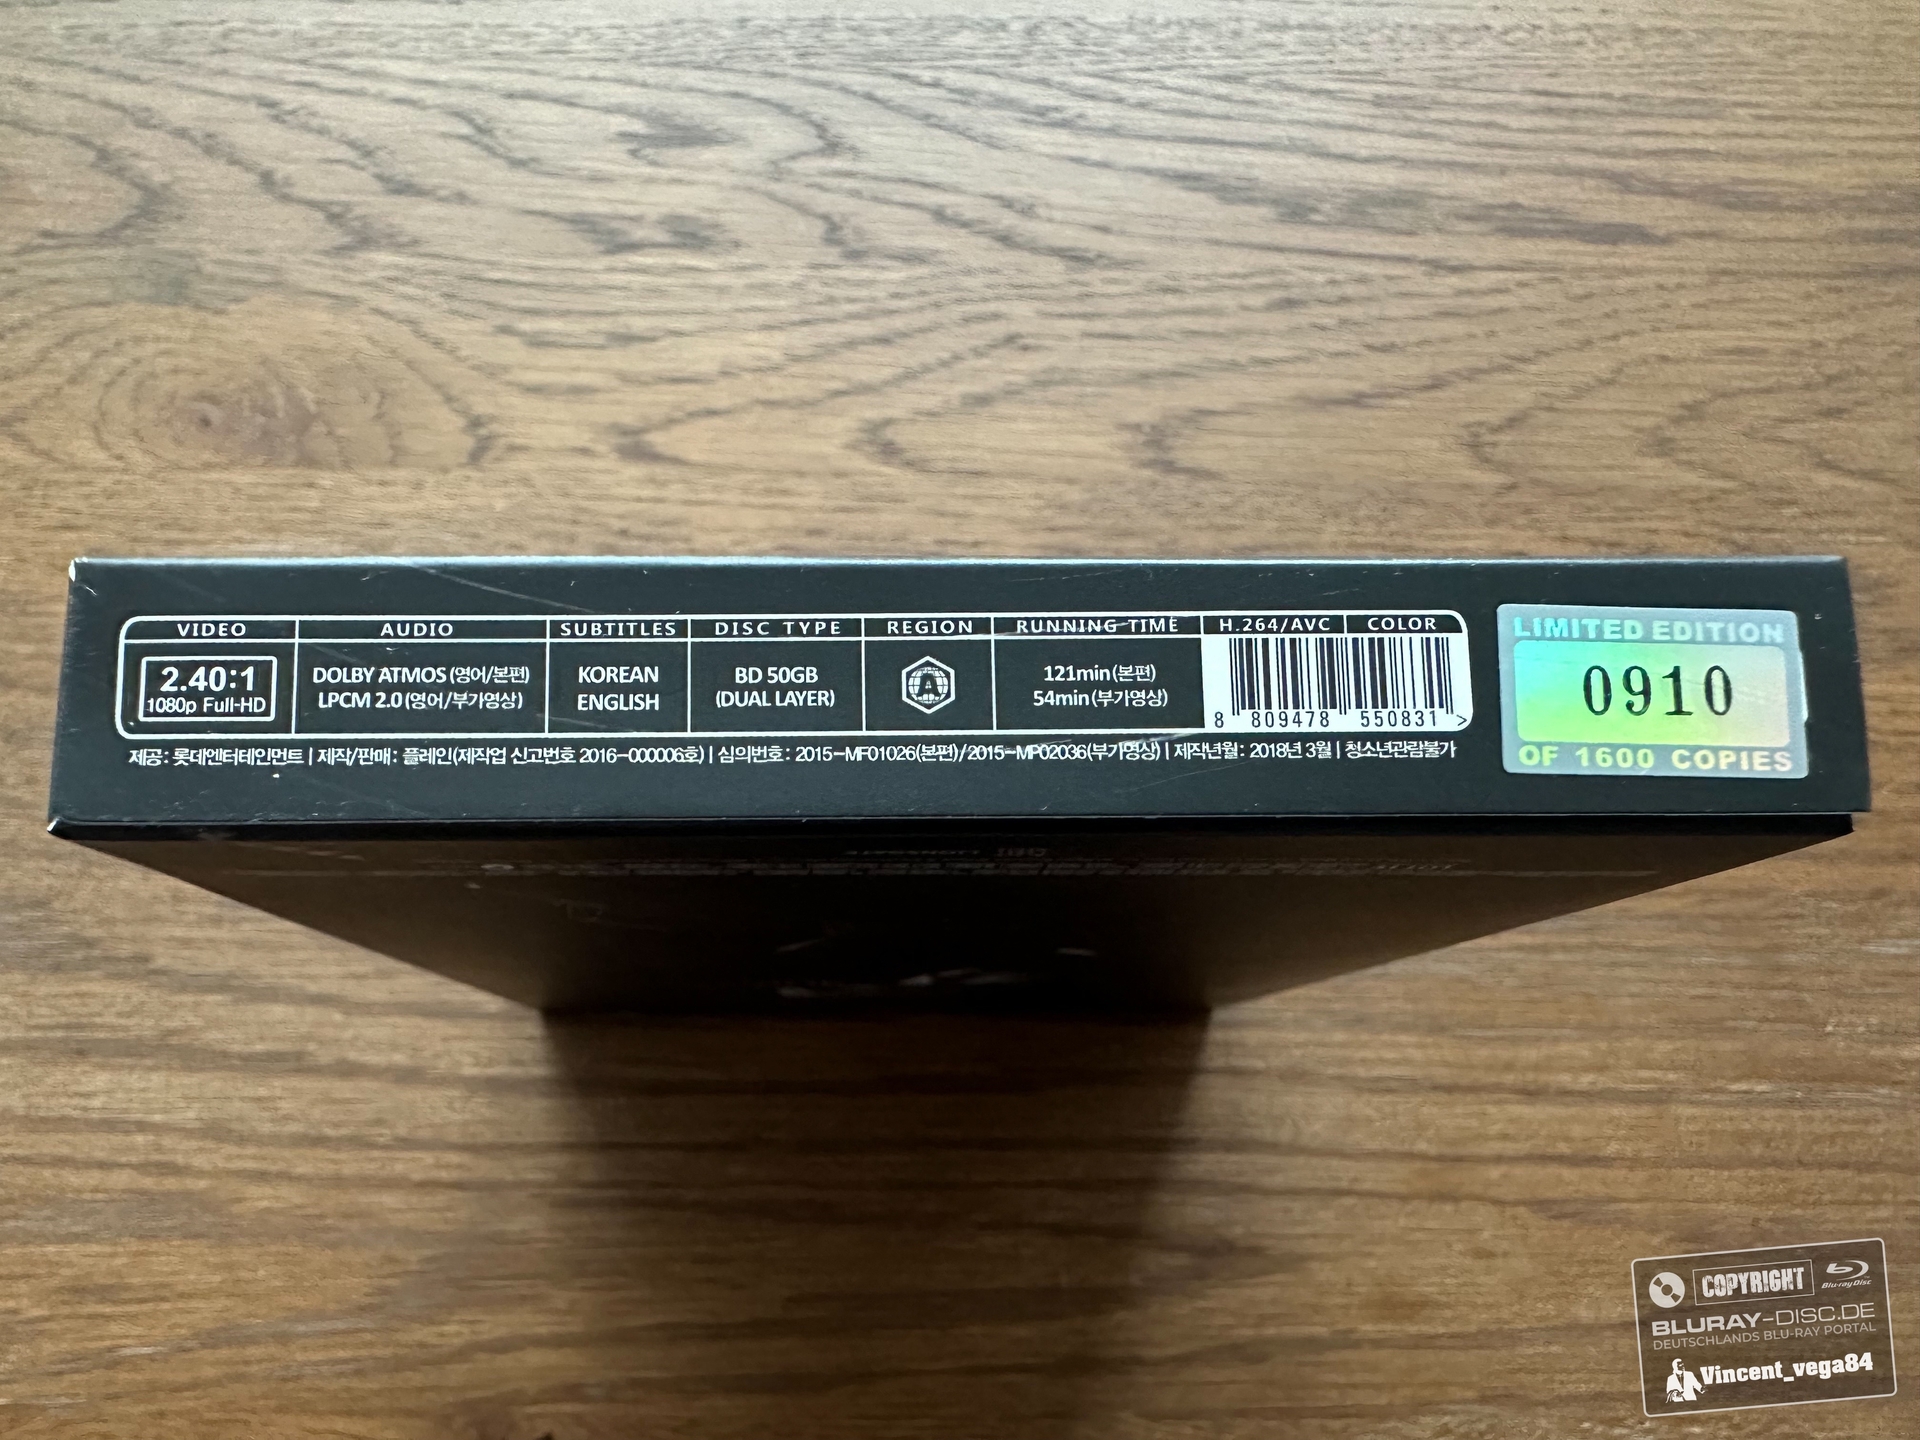 VIDEO
2.40:1
1080p Full-HD
AUDIO
DOLBY ATMOS (영어/본편)
LPCM 2.0 (영어/부가영상)
SUBTITLES
KOREAN
ENGLISH
DISC TYPE
BD 50GB
(DUAL LAYER)
REGION
A
RUNNING TIME
121min(본편)
54min(부가영상)
H.264/AVC
COLOR
8 809478 550831 >
제공 : 롯데엔터테인먼트 | 제작/판매 : 플레인(제작업 신고번호 2016-000006호) | 심의번호 : 2015-MF01026(본편)/2015-MP02036(부가영상) | 제작년월 : 2018년 3월 | 청소년관람불가
LIMITED EDITION
0910
OF 1600 COPIES
COPYRIGHT
Blu-ray Disc
BLURAY-DISC.DE
DEUTSCHLANDS BLU-RAY PORTAL
Vincent_vega84